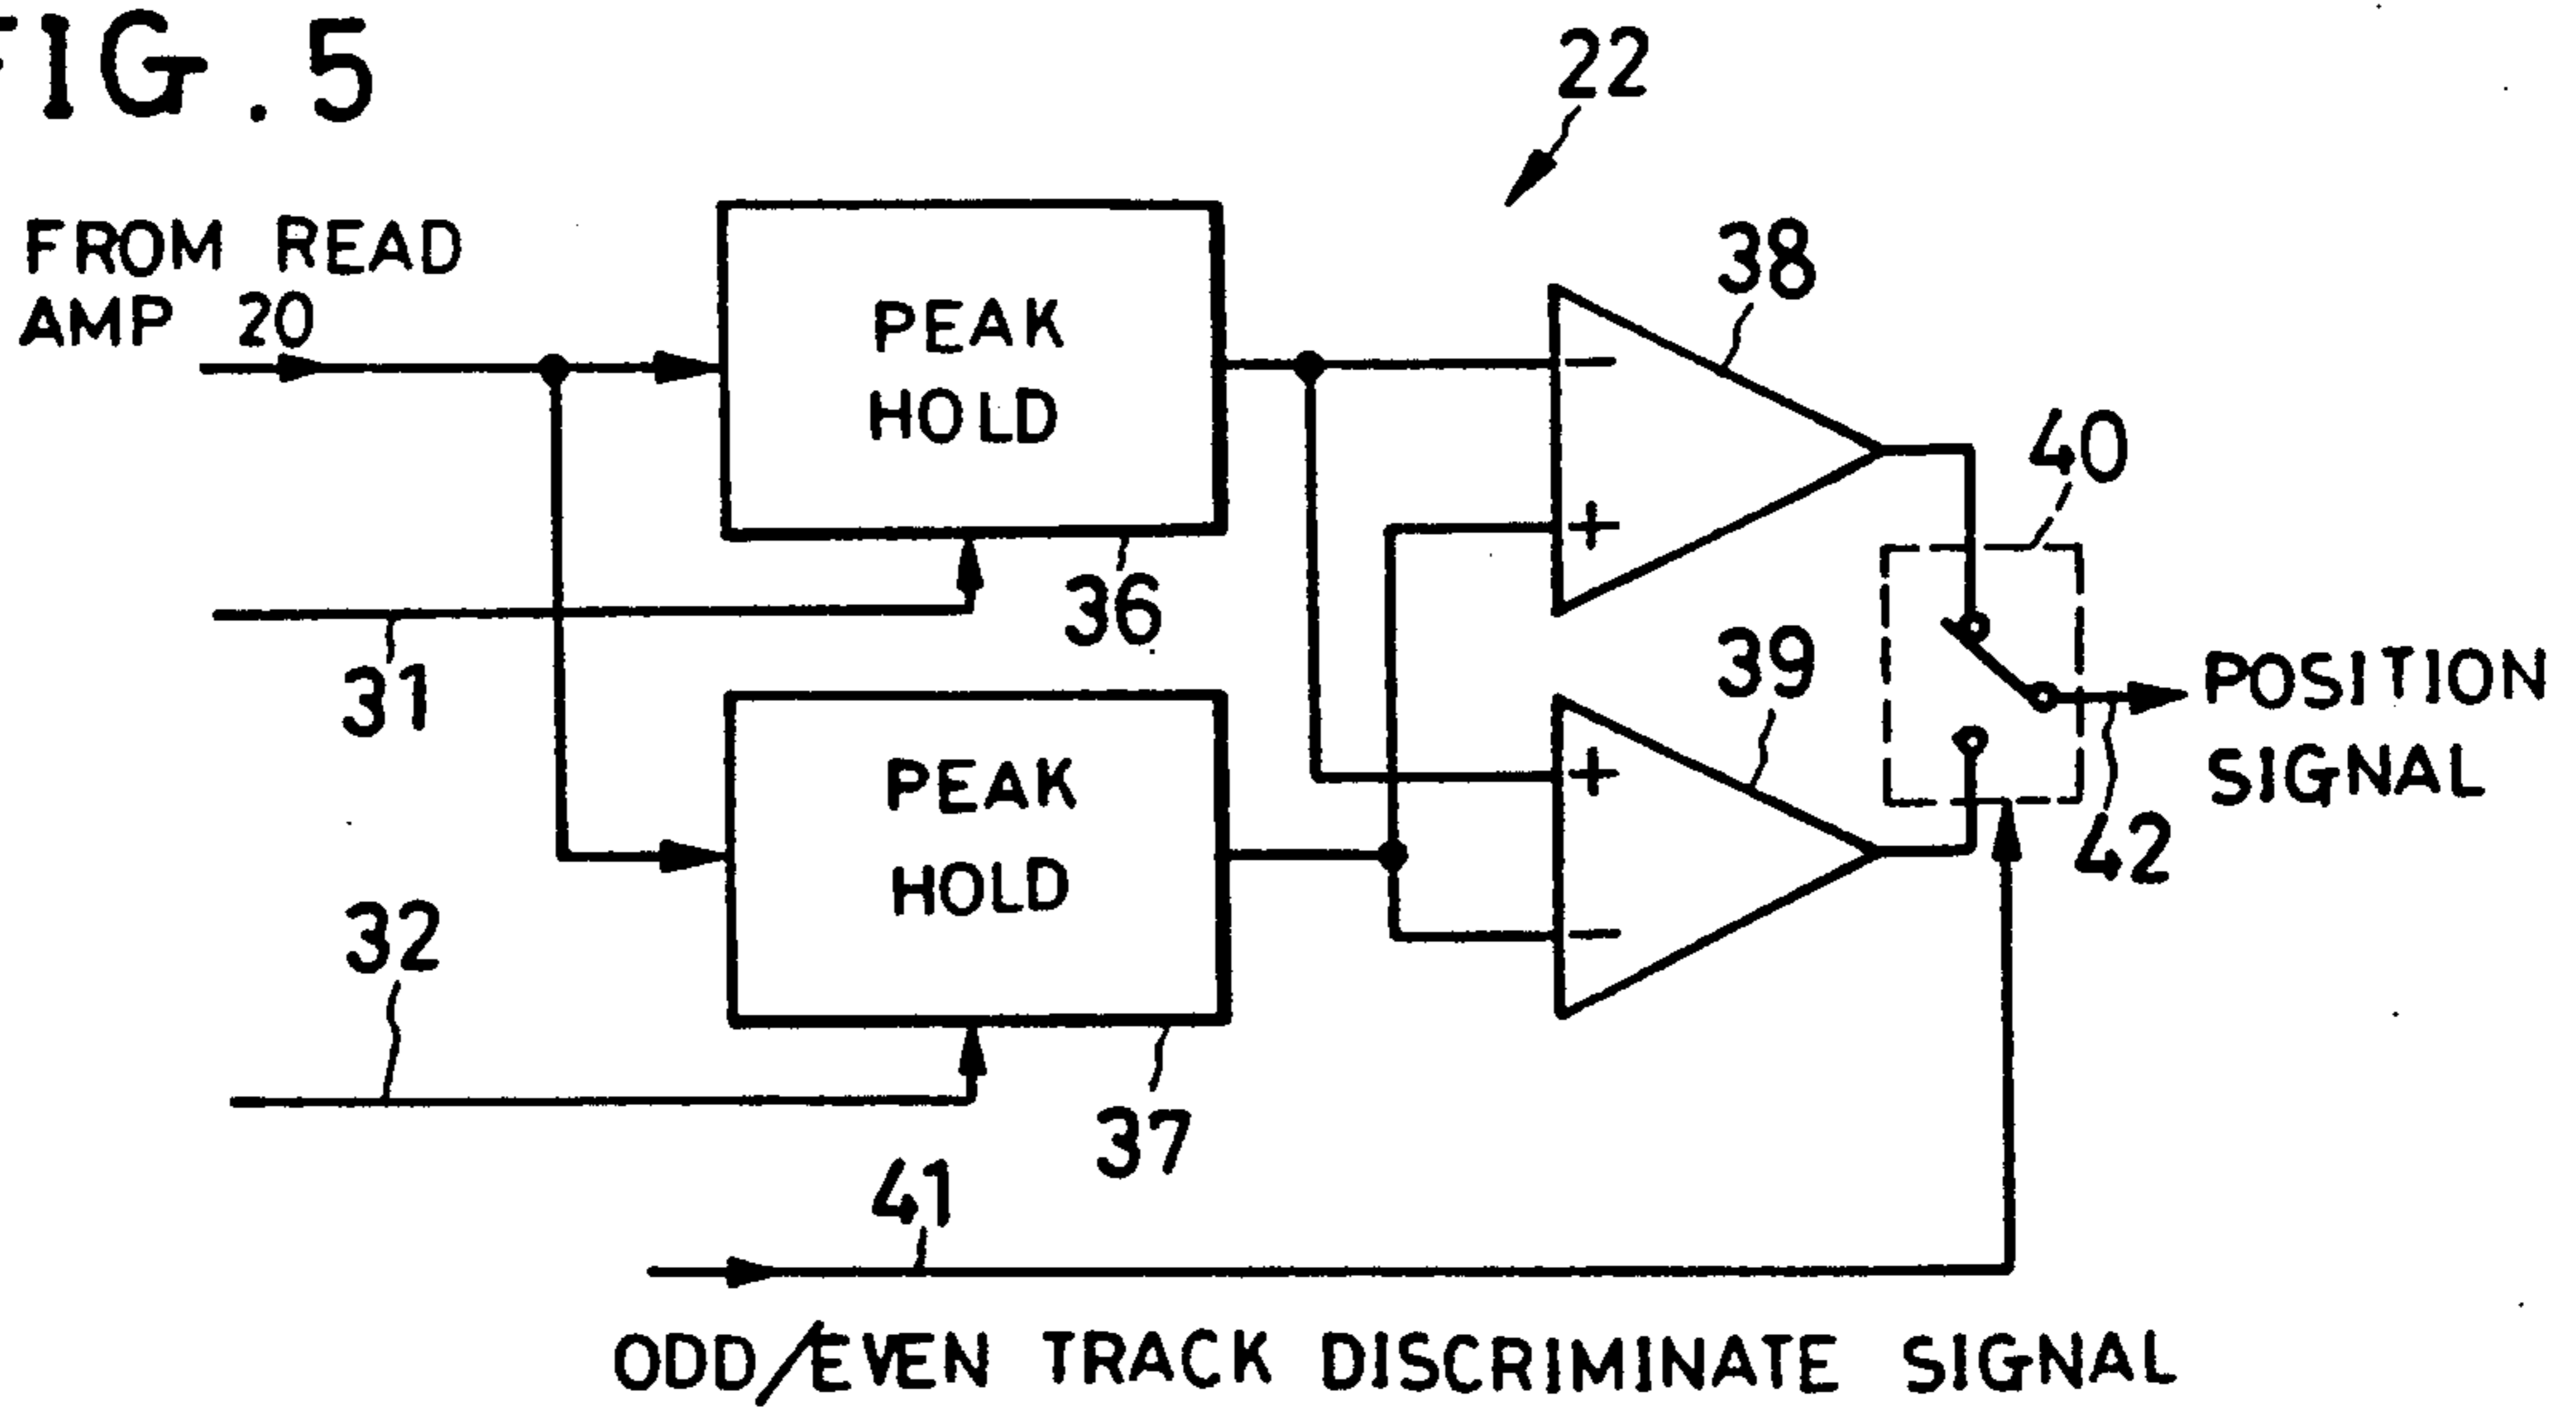 FIG. 5
22
FROM READ
AMP 20
PEAK
HOLD
38
−
+
40
36
31
39
POSITION
SIGNAL
PEAK
HOLD
+
−
42
32
37
41
ODD/EVEN TRACK DISCRIMINATE SIGNAL